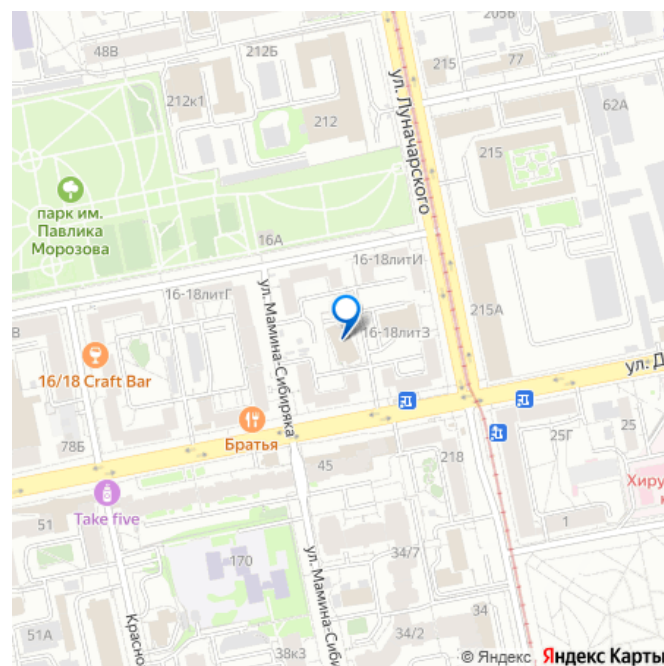 48В
212Б
215
77
205Б
212к1
212
62А
ул. Луначарского
215
парк им.
Павлика
Морозова
16А
16-18литИ
16-18литГ
ул. Мамина-Сибиряка
215А
16-18литЗ
В
16/18 Craft Bar
ул. Д
78Б
Братья
45
218
25Г
25
Хиру
к
51
Take five
1
170
34/7
ул. Мамина-Сиби
Красно
34
51А
38к3
34/2
© Яндекс
Яндекс Карты